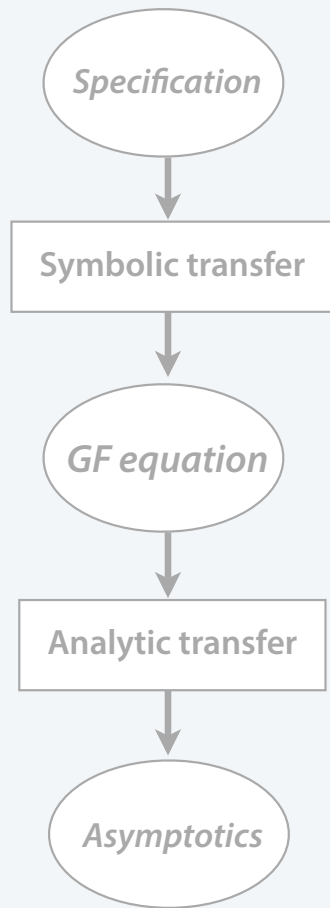 Specification
Symbolic transfer
GF equation
Analytic transfer
Asymptotics